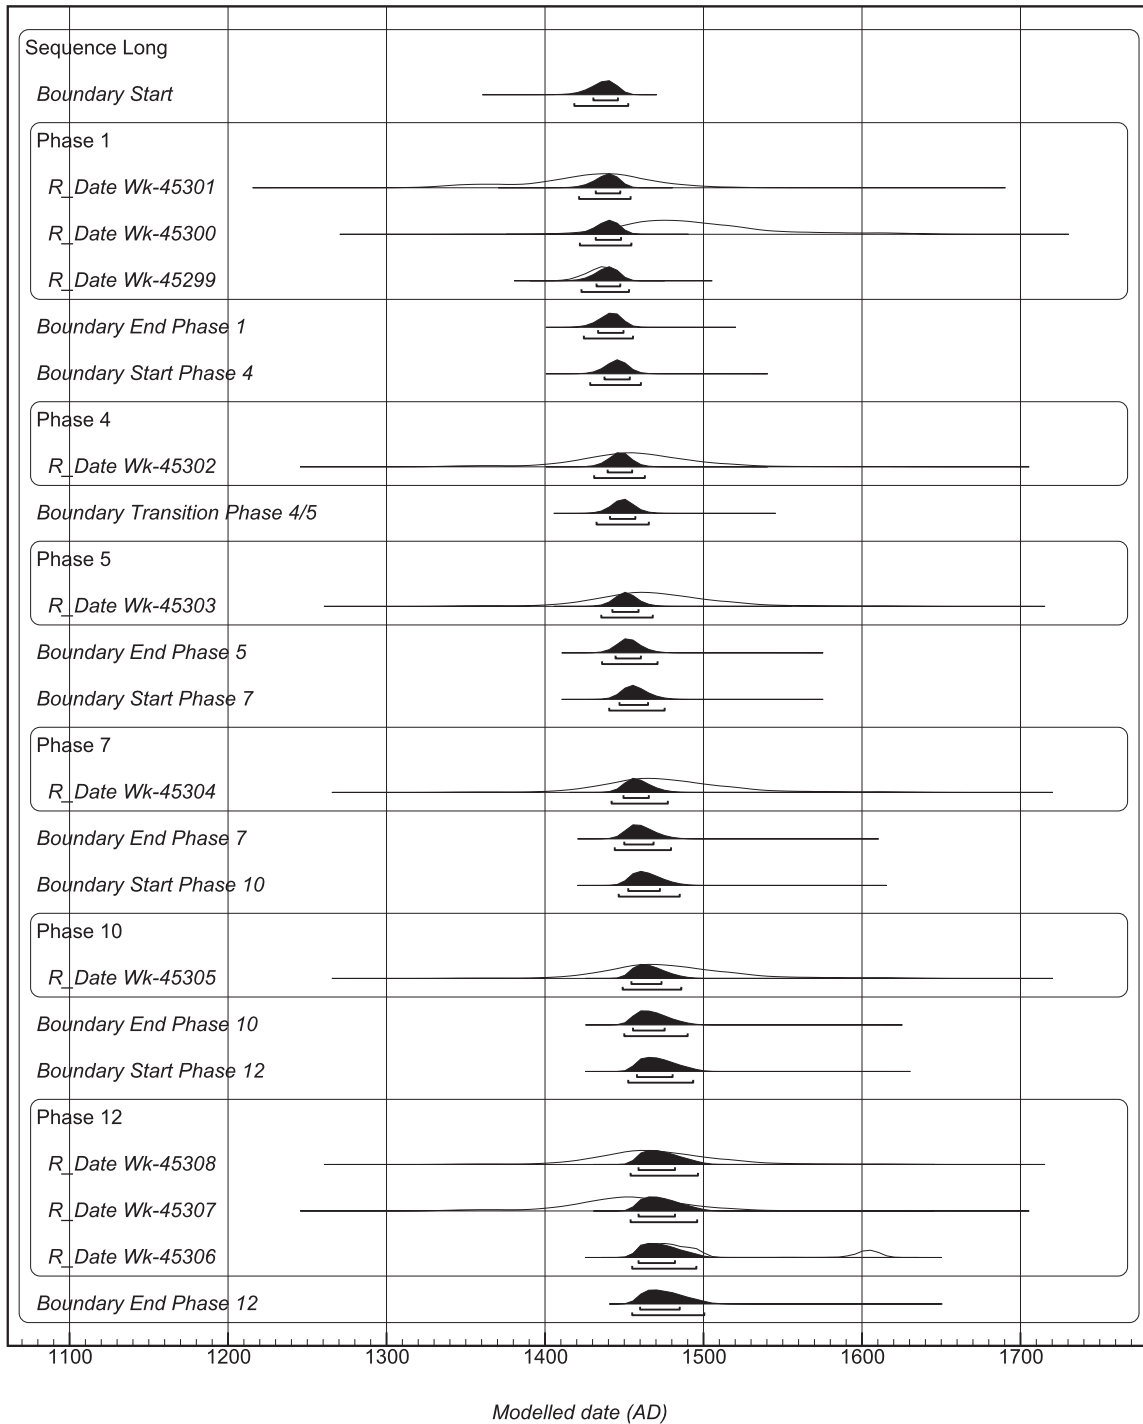 Sequence Long
Boundary Start
Phase 1
R_Date Wk-45301
R_Date Wk-45300
R_Date Wk-45299
Boundary End Phase 1
Boundary Start Phase 4
Phase 4
R_Date Wk-45302
Boundary Transition Phase 4/5
Phase 5
R_Date Wk-45303
Boundary End Phase 5
Boundary Start Phase 7
Phase 7
R_Date Wk-45304
Boundary End Phase 7
Boundary Start Phase 10
Phase 10
R_Date Wk-45305
Boundary End Phase 10
Boundary Start Phase 12
Phase 12
R_Date Wk-45308
R_Date Wk-45307
R_Date Wk-45306
Boundary End Phase 12
1100 1200 1300 1400 1500 1600 1700
Modelled date (AD)